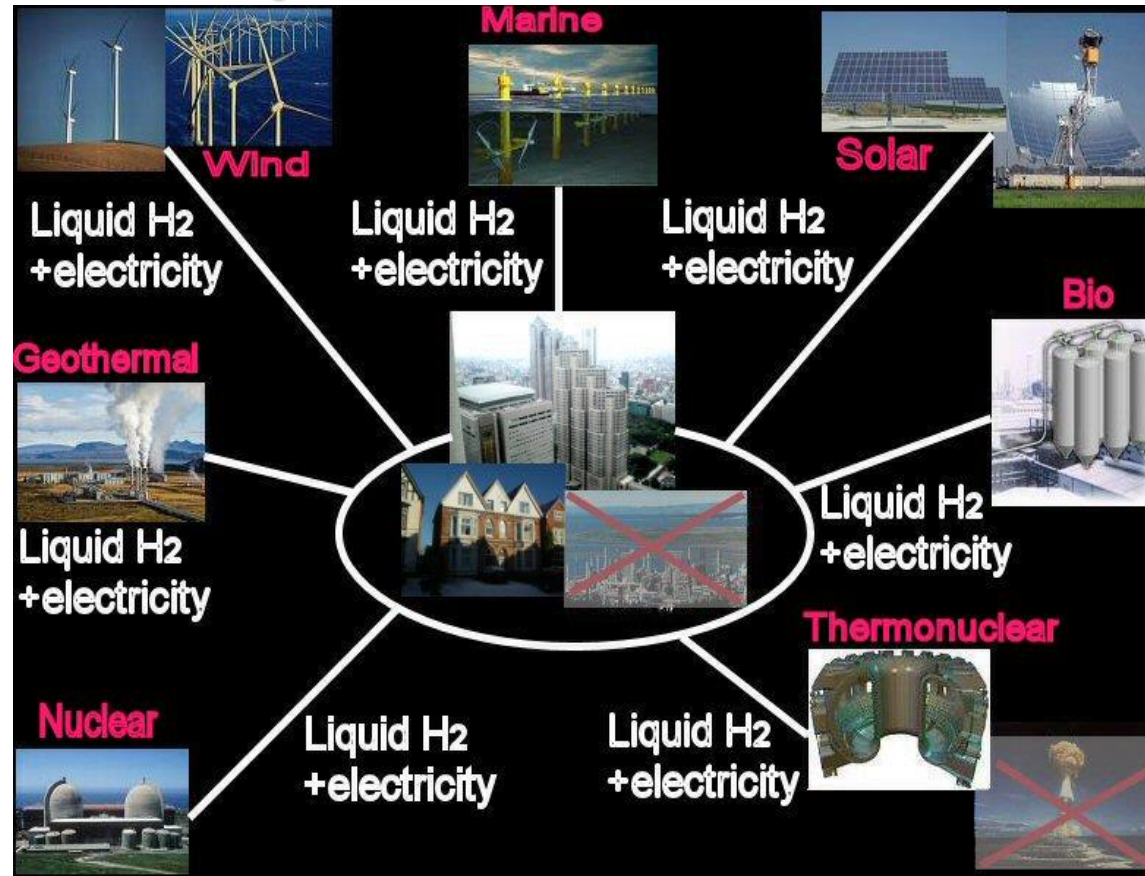 Marine
Wind
Solar
Liquid H2
+electricity
Liquid H2
+electricity
Liquid H2
+electricity
Bio
Geothermal
Liquid H2
+electricity
Liquid H2
+electricity
Thermonuclear
Nuclear
Liquid H2
+electricity
Liquid H2
+electricity